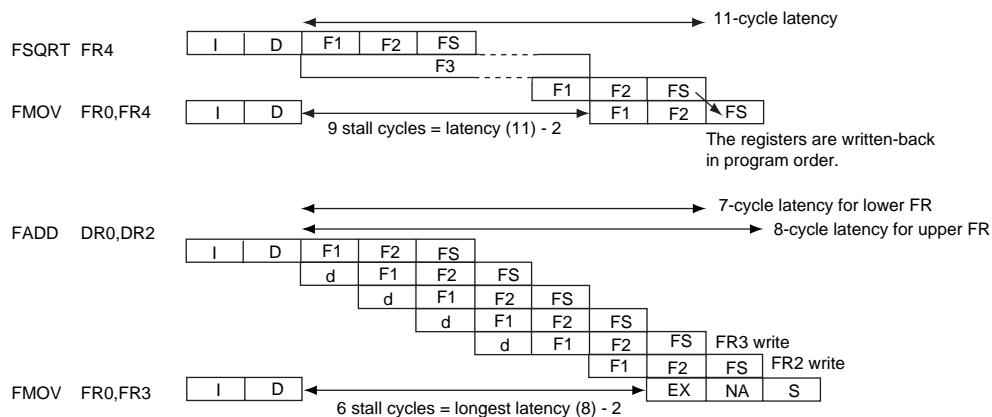 11-cycle latency
FSQRT FR4 I D F1 F2 FS
F3
F1 F2 FS
FMOV FR0,FR4 I D F1 F2 FS
9 stall cycles = latency (11) - 2
The registers are written-back
in program order.
7-cycle latency for lower FR
FADD DR0,DR2 8-cycle latency for upper FR
I D F1 F2 FS
d F1 F2 FS
d F1 F2 FS
d F1 F2 FS
d F1 F2 FS FR3 write
F1 F2 FS FR2 write
FMOV FR0,FR3 I D EX NA S
6 stall cycles = longest latency (8) - 2